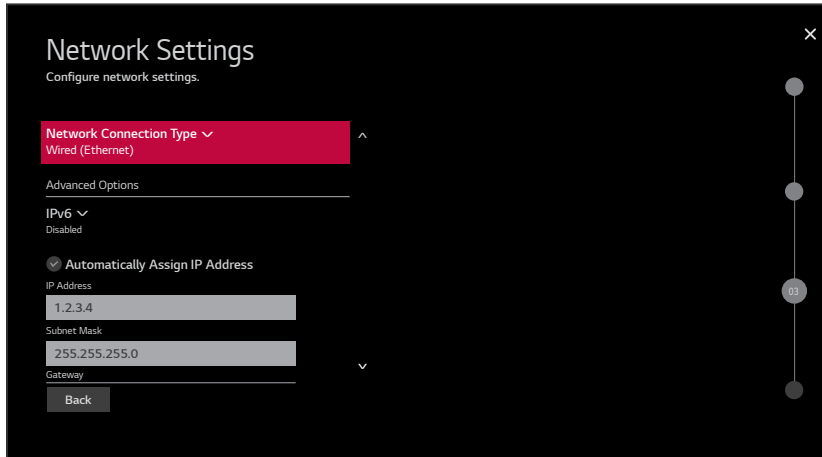 Network Settings
Configure network settings.
Network Connection Type
Wired (Ethernet)
Advanced Options
IPv6
Disabled
Automatically Assign IP Address
IP Address
1.2.3.4
03
Subnet Mask
255.255.255.0
Gateway
Back